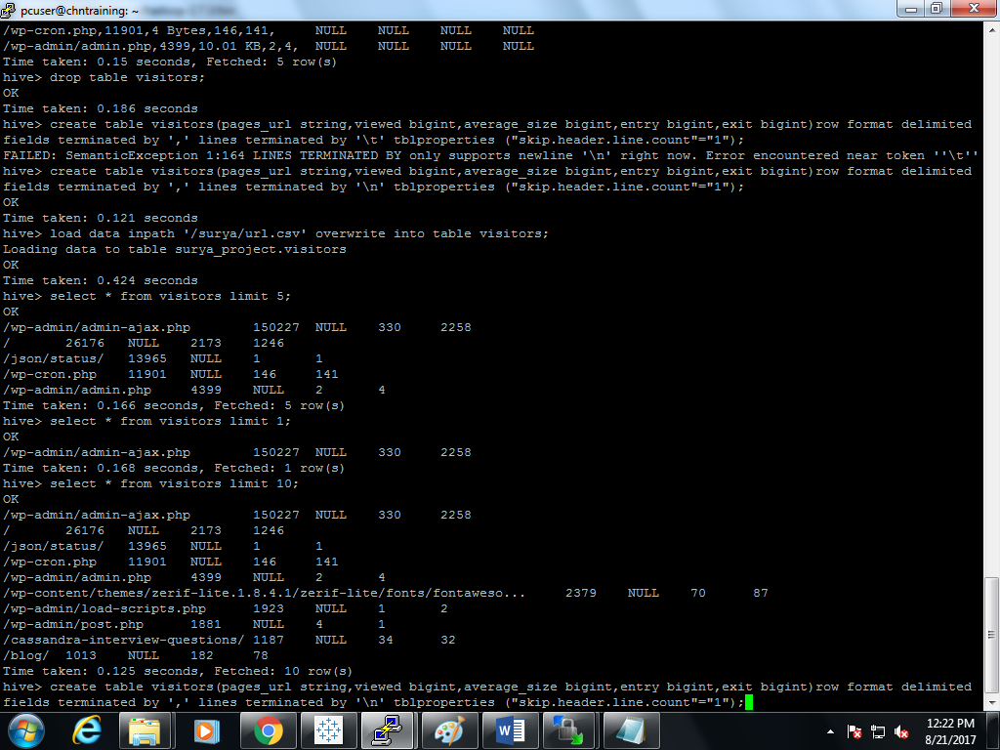 pcuser@chntraining: ~
/wp-cron.php,11901,4 Bytes,146,141, NULL NULL NULL NULL
/wp-admin/admin.php,4399,10.01 KB,2,4, NULL NULL NULL NULL
Time taken: 0.15 seconds, Fetched: 5 row(s)
hive> drop table visitors;
OK
Time taken: 0.186 seconds
hive> create table visitors(pages_url string,viewed bigint,average_size bigint,entry bigint,exit bigint)row format delimited
fields terminated by ',' lines terminated by '\t' tblproperties ("skip.header.line.count"="1");
FAILED: SemanticException 1:164 LINES TERMINATED BY only supports newline '\n' right now. Error encountered near token ''\t''
hive> create table visitors(pages_url string,viewed bigint,average_size bigint,entry bigint,exit bigint)row format delimited
fields terminated by ',' lines terminated by '\n' tblproperties ("skip.header.line.count"="1");
OK
Time taken: 0.121 seconds
hive> load data inpath '/surya/url.csv' overwrite into table visitors;
Loading data to table surya_project.visitors
OK
Time taken: 0.424 seconds
hive> select * from visitors limit 5;
OK
/wp-admin/admin-ajax.php 150227 NULL 330 2258
/ 26176 NULL 2173 1246
/json/status/ 13965 NULL 1 1
/wp-cron.php 11901 NULL 146 141
/wp-admin/admin.php 4399 NULL 2 4
Time taken: 0.166 seconds, Fetched: 5 row(s)
hive> select * from visitors limit 1;
OK
/wp-admin/admin-ajax.php 150227 NULL 330 2258
Time taken: 0.168 seconds, Fetched: 1 row(s)
hive> select * from visitors limit 10;
OK
/wp-admin/admin-ajax.php 150227 NULL 330 2258
/ 26176 NULL 2173 1246
/json/status/ 13965 NULL 1 1
/wp-cron.php 11901 NULL 146 141
/wp-admin/admin.php 4399 NULL 2 4
/wp-content/themes/zerif-lite.1.8.4.1/zerif-lite/fonts/fontaweso... 2379 NULL 70 87
/wp-admin/load-scripts.php 1923 NULL 1 2
/wp-admin/post.php 1881 NULL 4 1
/cassandra-interview-questions/ 1187 NULL 34 32
/blog/ 1013 NULL 182 78
Time taken: 0.125 seconds, Fetched: 10 row(s)
hive> create table visitors(pages_url string,viewed bigint,average_size bigint,entry bigint,exit bigint)row format delimited
fields terminated by ',' lines terminated by '\n' tblproperties ("skip.header.line.count"="1");
12:22 PM
8/21/2017